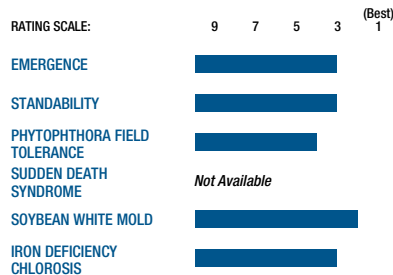 (Best)
RATING SCALE: 9 7 5 3 1
EMERGENCE
STANDABILITY
PHYTOPHTHORA FIELD
TOLERANCE
SUDDEN DEATH
SYNDROME
Not Available
SOYBEAN WHITE MOLD
IRON DEFICIENCY
CHLOROSIS